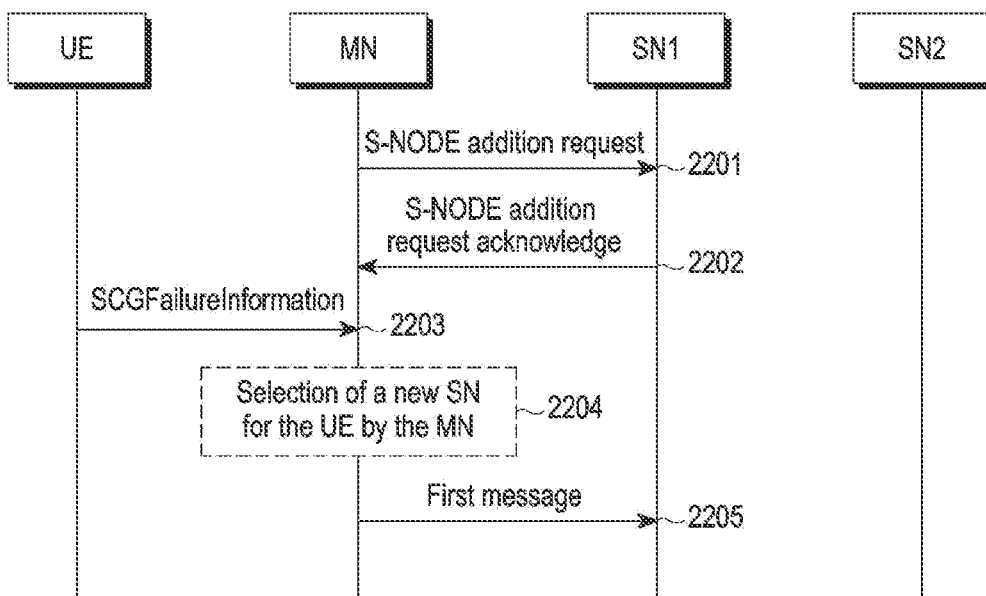 UE
MN
SN1
SN2
S-NODE addition request
2201
S-NODE addition
request acknowledge
2202
SCGFailureInformation
2203
Selection of a new SN
for the UE by the MN
2204
First message
2205